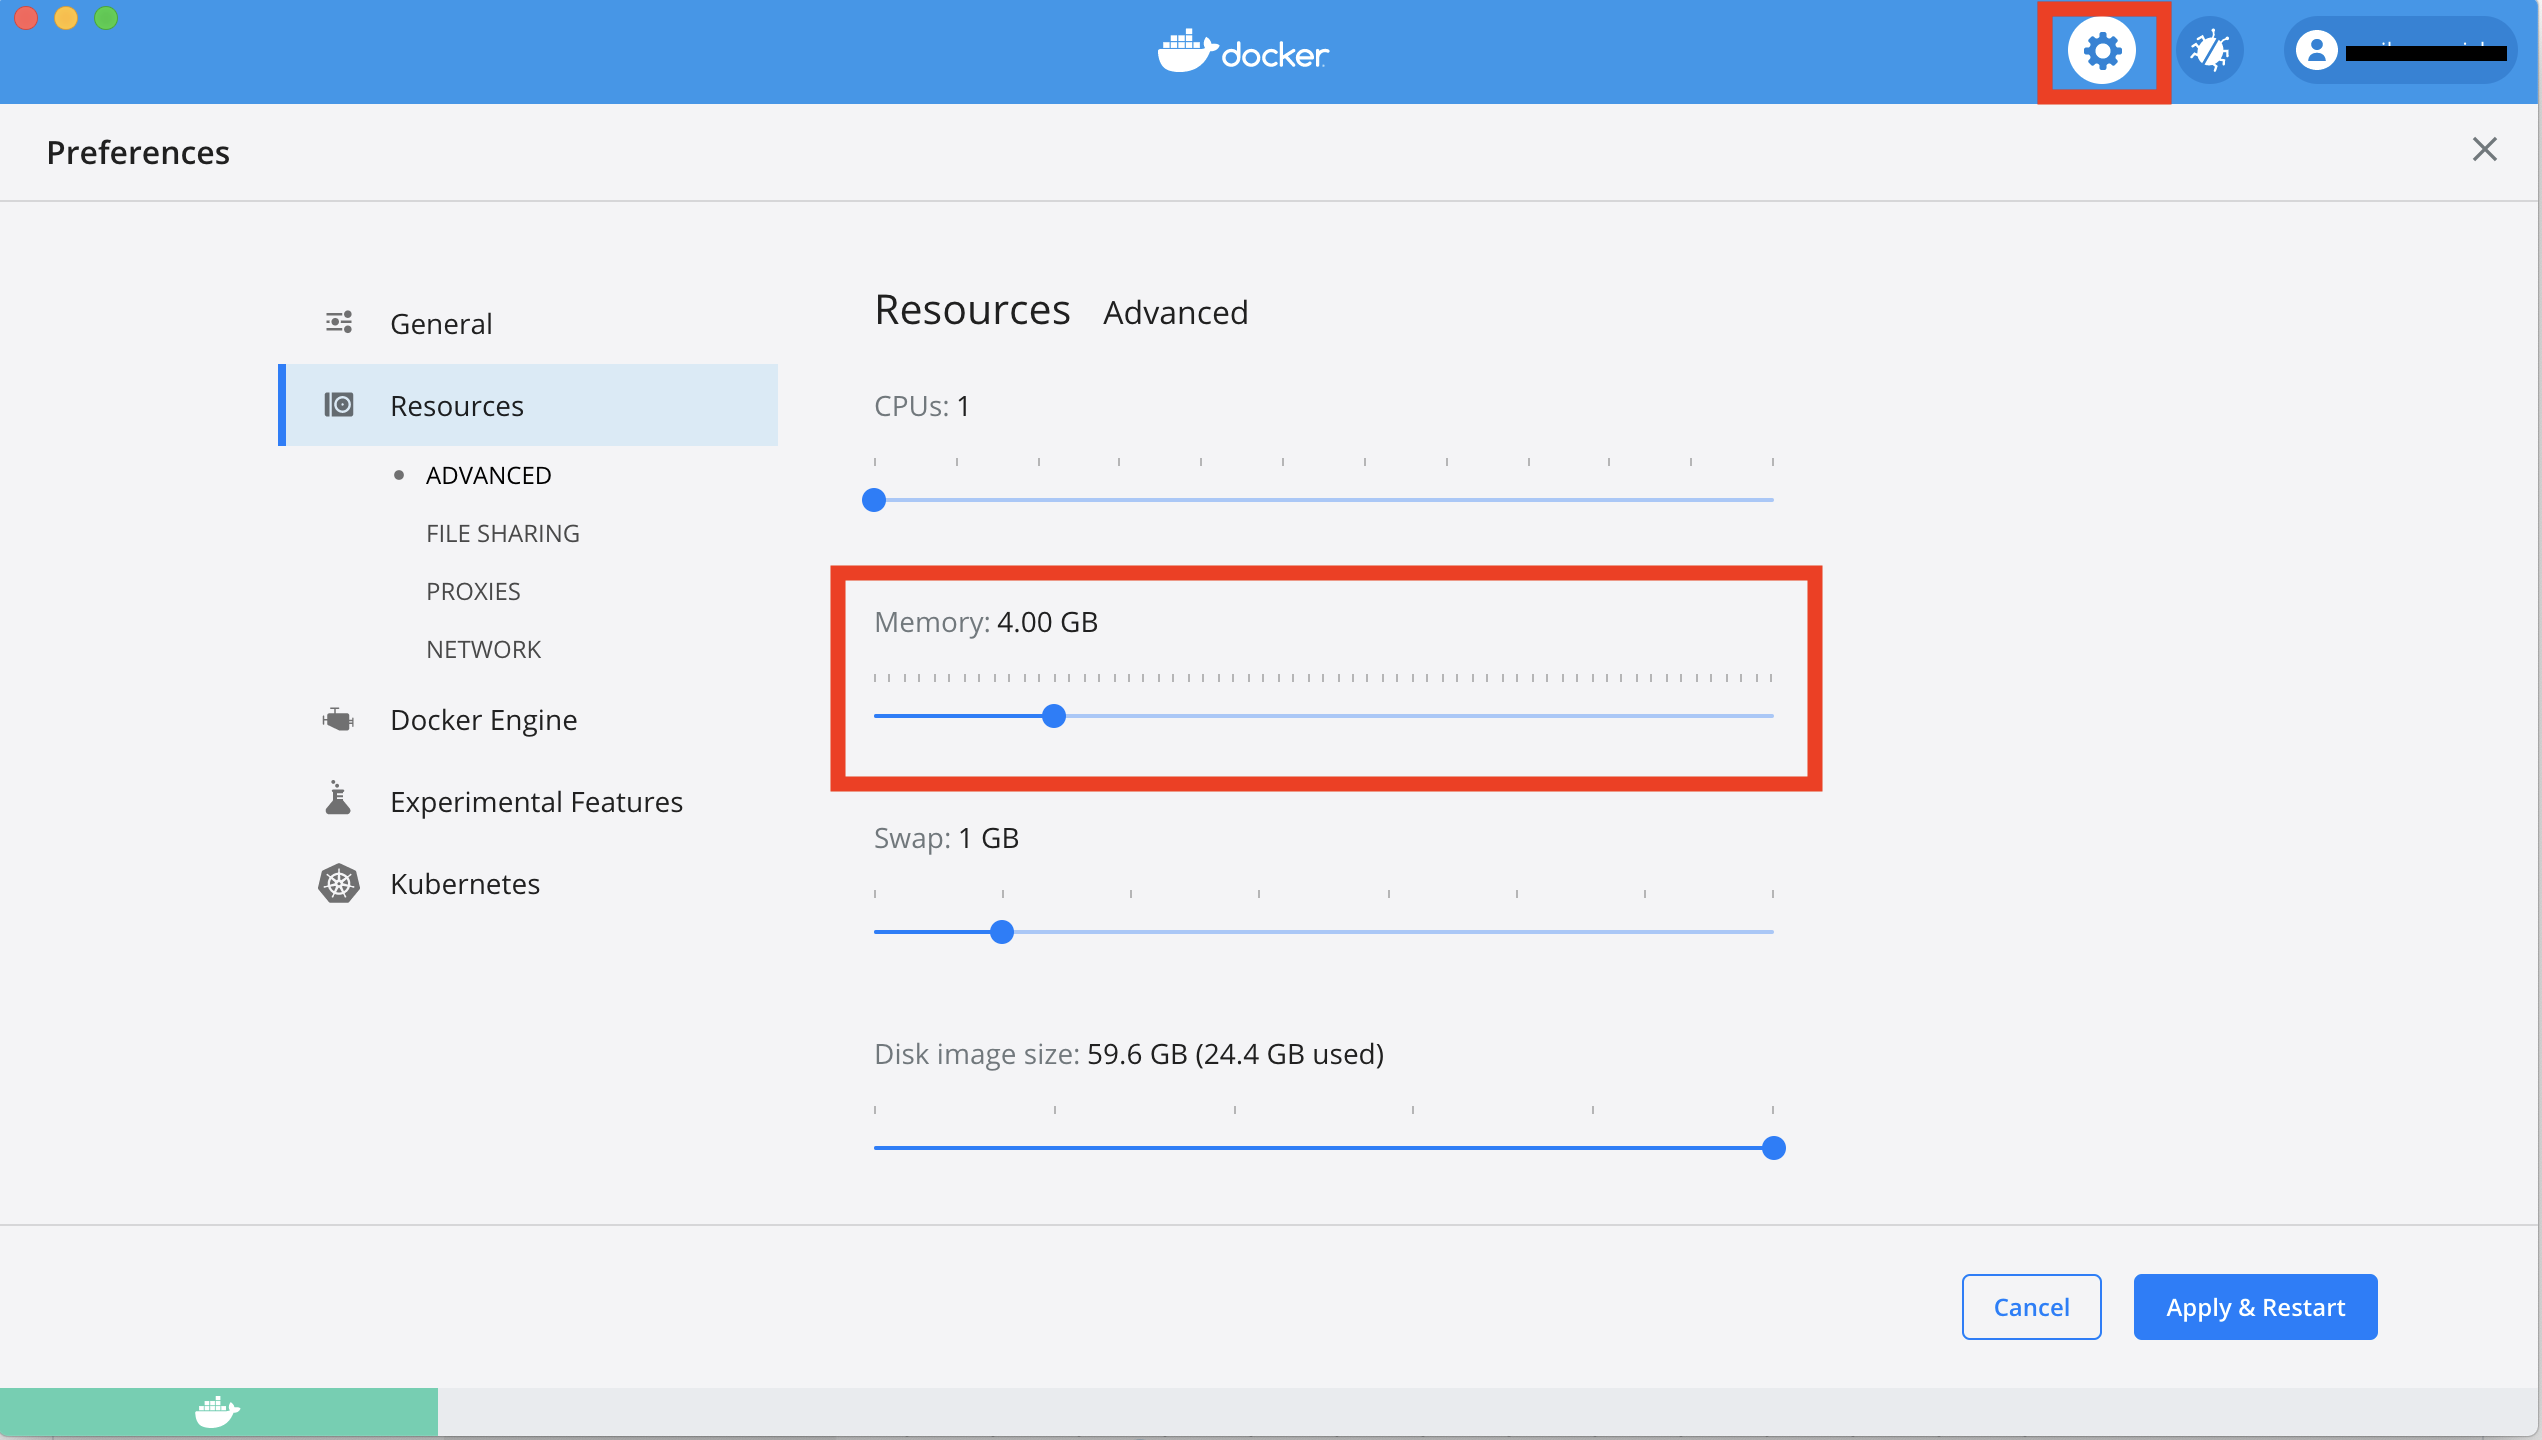 docker
Preferences
General
Resources
ADVANCED
FILE SHARING
PROXIES
NETWORK
Docker Engine
Experimental Features
Kubernetes
Resources Advanced
CPUs: 1
Memory: 4.00 GB
Swap: 1 GB
Disk image size: 59.6 GB (24.4 GB used)
Cancel
Apply & Restart